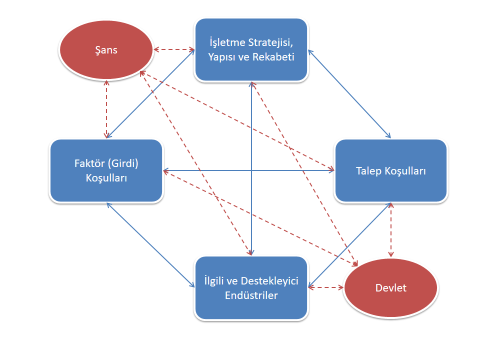 Şans
İşletme Stratejisi,
Yapısı ve Rekabeti
Faktör (Girdi)
Koşulları
Talep Koşulları
İlgili ve Destekleyici
Endüstriler
Devlet